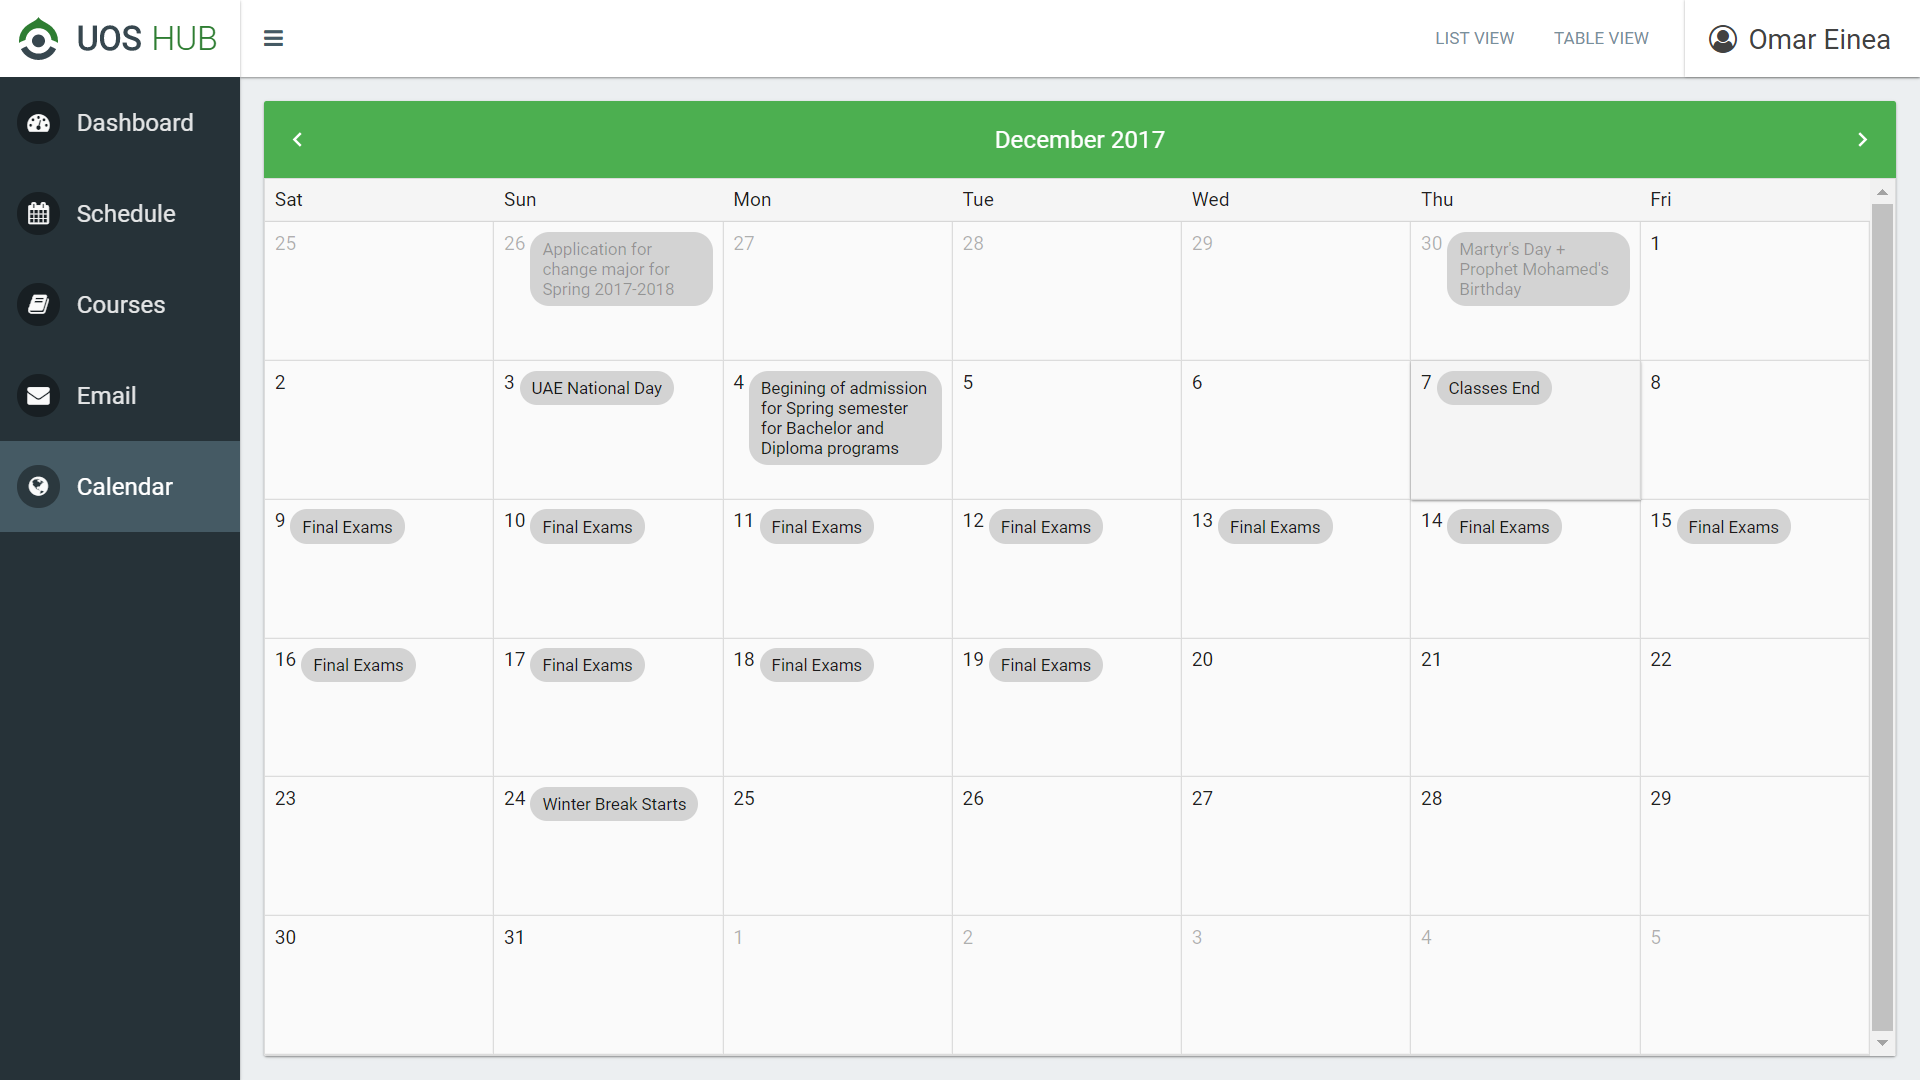 UOS HUB
LIST VIEW
TABLE VIEW
Omar Einea
Dashboard
Schedule
Courses
Email
Calendar
December 2017
Sat Sun Mon Tue Wed Thu Fri
25
26
Application for
change major for
Spring 2017-2018
27
28
29
30
Martyr's Day +
Prophet Mohamed's
Birthday
1
2
3
UAE National Day
4
Begining of admission
for Spring semester
for Bachelor and
Diploma programs
5
6
7
Classes End
8
9 Final Exams
10 Final Exams
11 Final Exams
12 Final Exams
13 Final Exams
14 Final Exams
15 Final Exams
16 Final Exams
17 Final Exams
18 Final Exams
19 Final Exams
20
21
22
23
24 Winter Break Starts
25
26
27
28
29
30
31
1
2
3
4
5